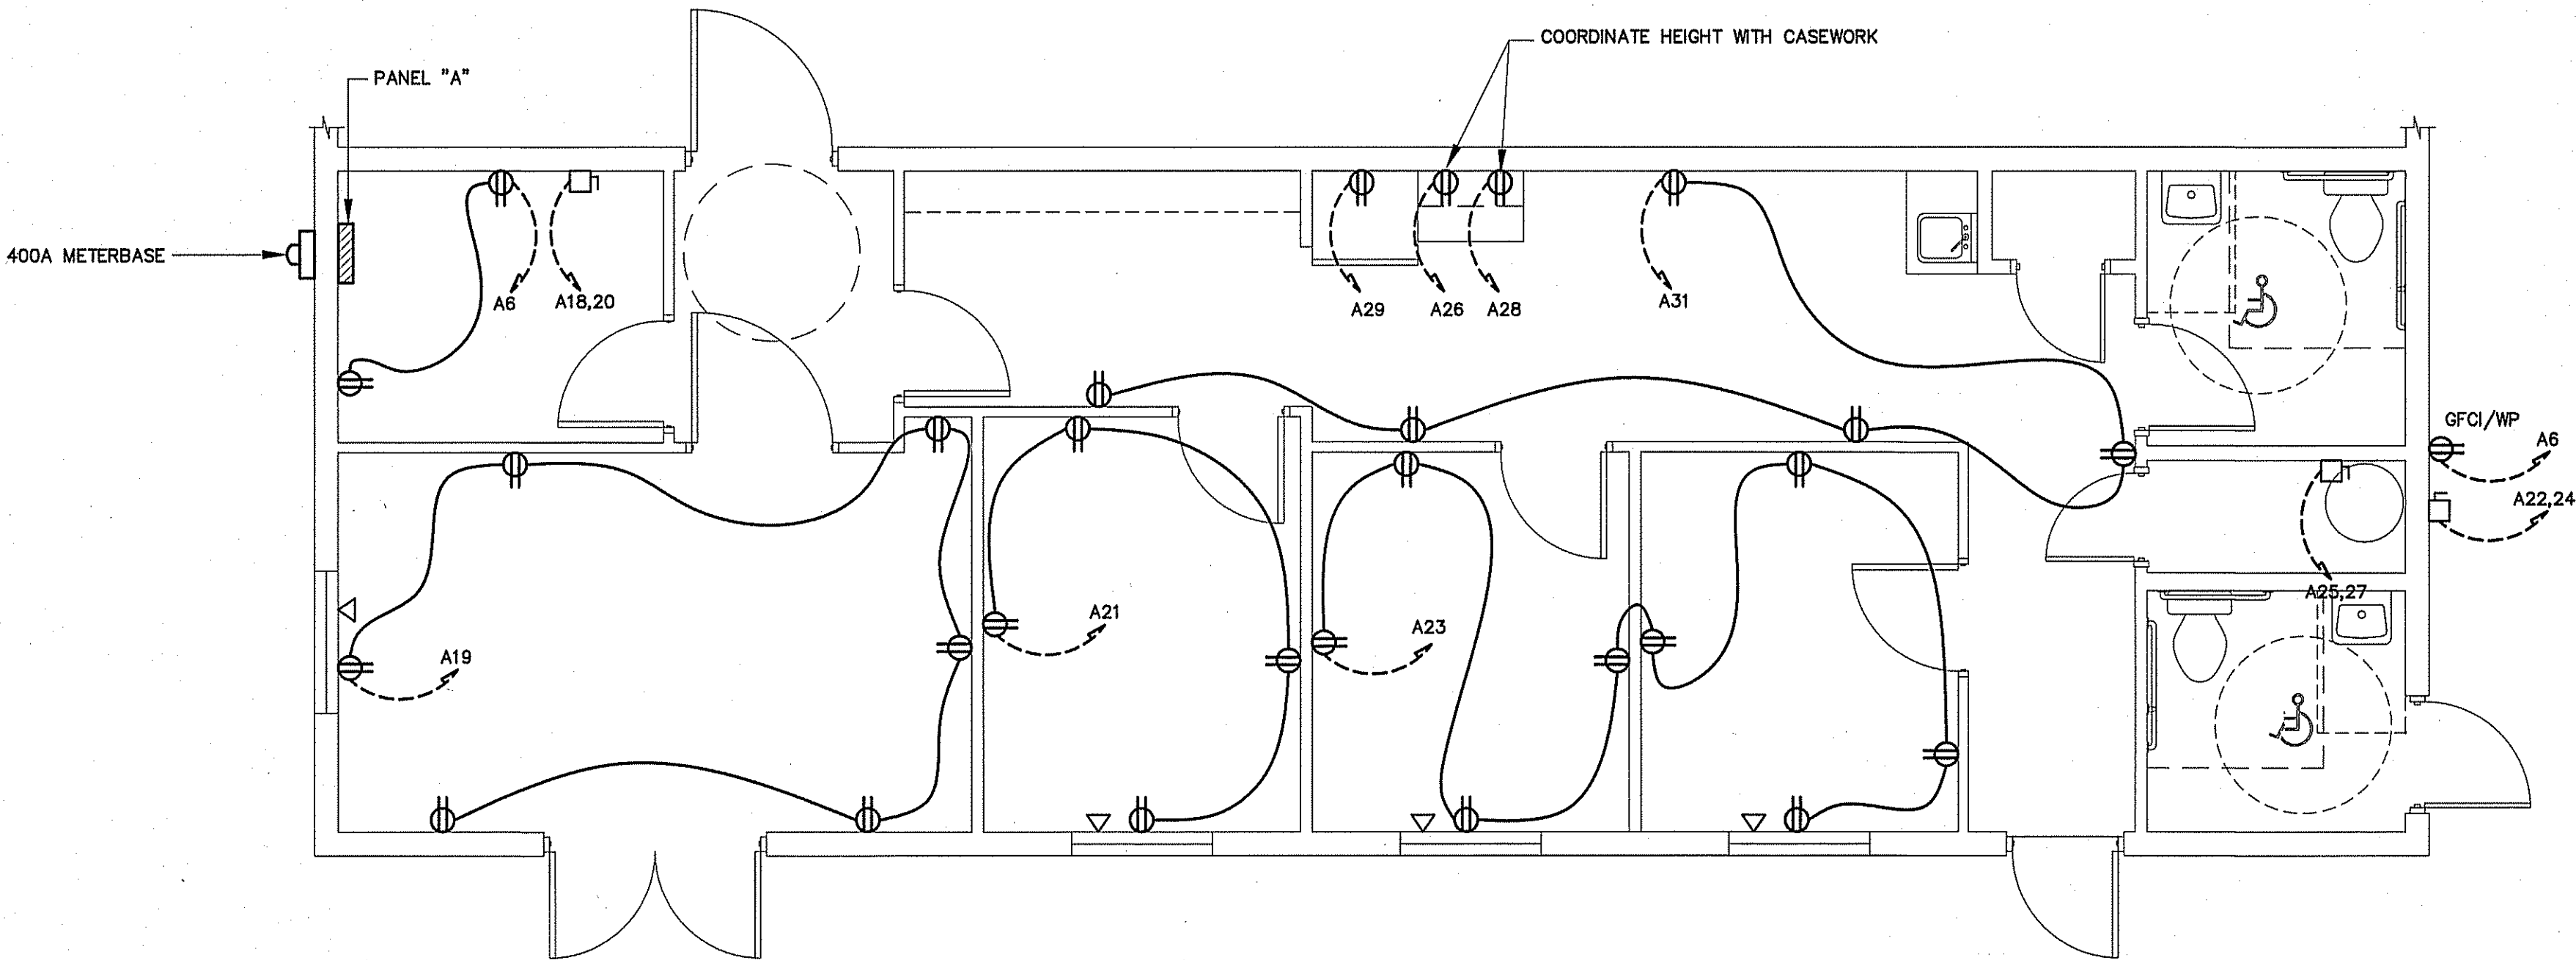 COORDINATE HEIGHT WITH CASEWORK
PANEL "A"
400A METERBASE
A6
A18,20
A29
A26
A28
A31
GFCI/WP
A6
A22,24
A25,27
A21
A23
A19